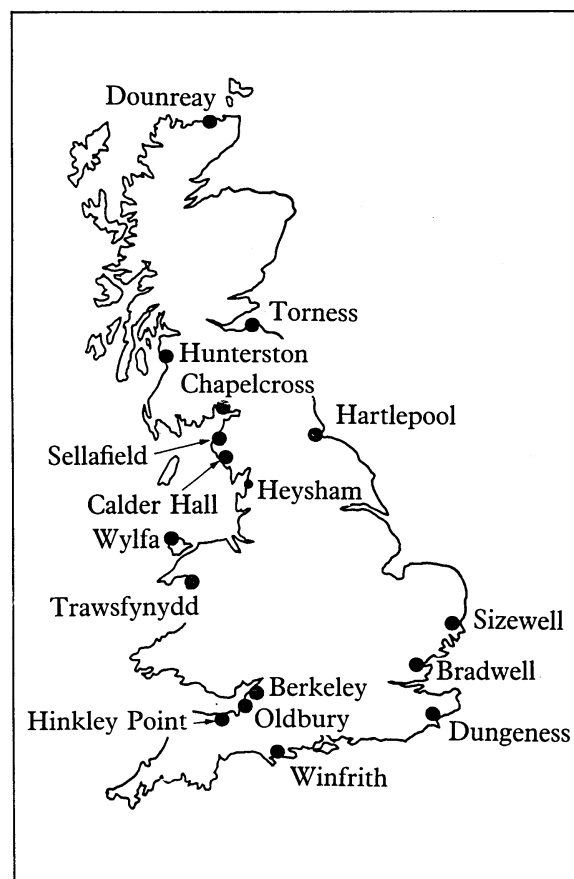 Dounreay
Torness
Hunterston
Chapelcross
Hartlepool
Sellafield
Calder Hall
Heysham
Wylfa
Trawsfynydd
Sizewell
Bradwell
Berkeley
Hinkley Point
Oldbury
Dungeness
Winfrith